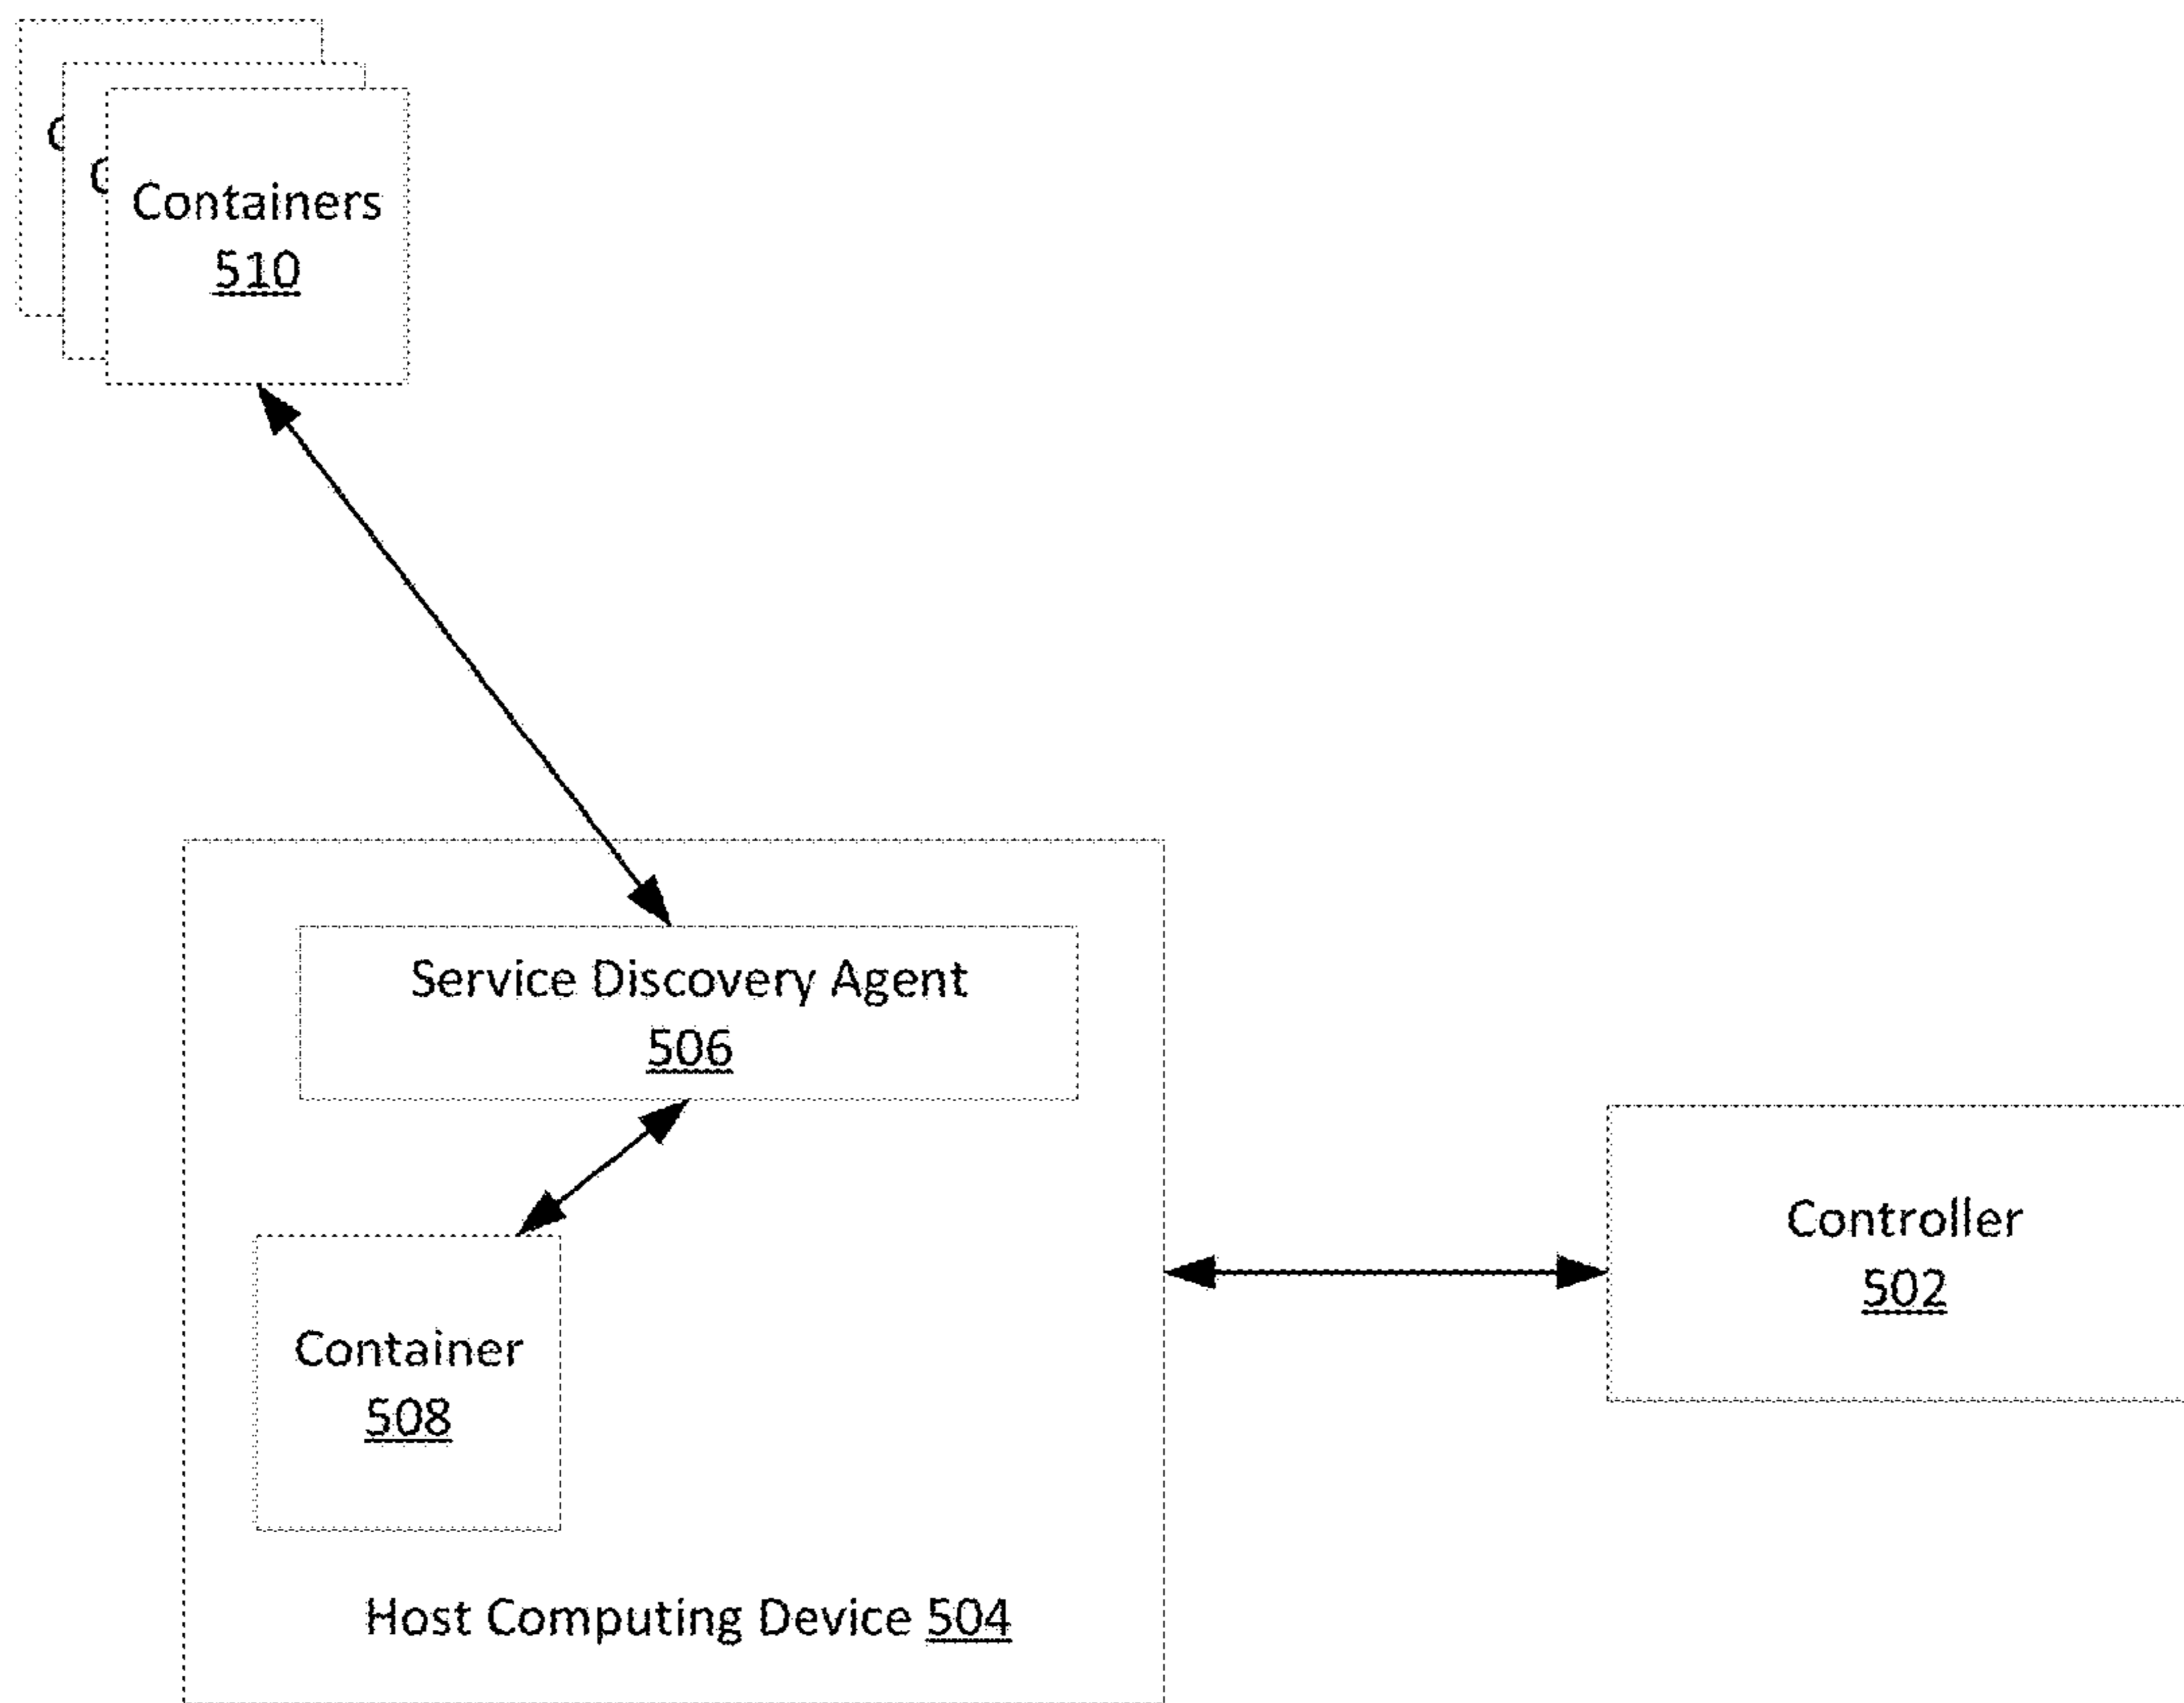 Containers
510
Service Discovery Agent
506
Controller
502
Container
508
Host Computing Device 504